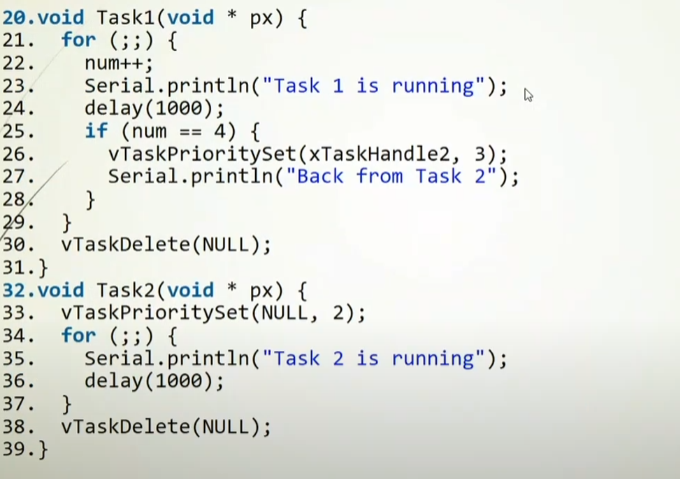 20.void Task1(void * px) {
21.  for (;;) {
22.    num++;
23.    Serial.println("Task 1 is running");
24.    delay(1000);
25.    if (num == 4) {
26.      vTaskPrioritySet(xTaskHandle2, 3);
27.      Serial.println("Back from Task 2");
28.    }
29.  }
30.  vTaskDelete(NULL);
31.}
32.void Task2(void * px) {
33.  vTaskPrioritySet(NULL, 2);
34.  for (;;) {
35.    Serial.println("Task 2 is running");
36.    delay(1000);
37.  }
38.  vTaskDelete(NULL);
39.}